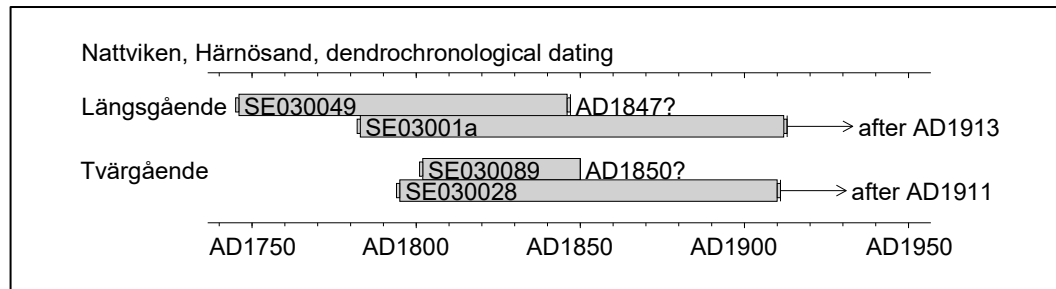 Nattviken, Härnösand, dendrochronological dating
Längsgående SE030049 AD1847?
SE03001a after AD1913
Tvärgående SE030089 AD1850?
SE030028 after AD1911
AD1750 AD1800 AD1850 AD1900 AD1950